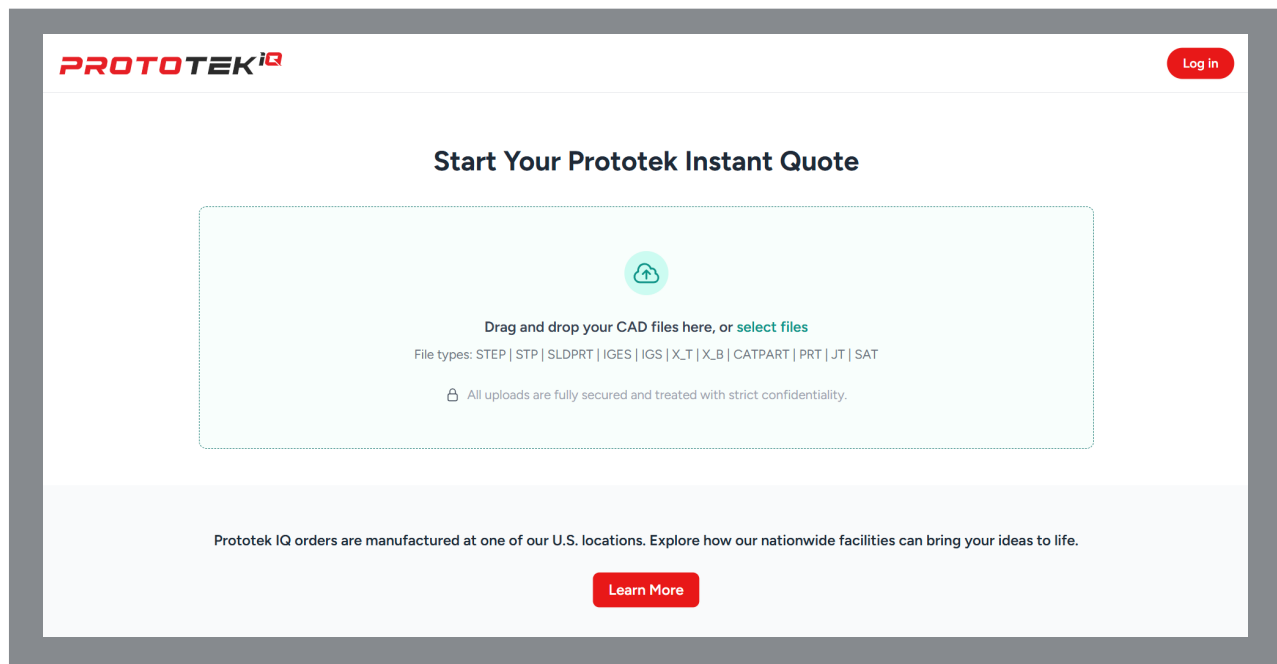 PROTOTEK iQ
Log in
Start Your Prototek Instant Quote
Drag and drop your CAD files here, or select files
File types: STEP | STP | SLDPRT | IGES | IGS | X_T | X_B | CATPART | PRT | JT | SAT
All uploads are fully secured and treated with strict confidentiality.
Prototek IQ orders are manufactured at one of our U.S. locations. Explore how our nationwide facilities can bring your ideas to life.
Learn More